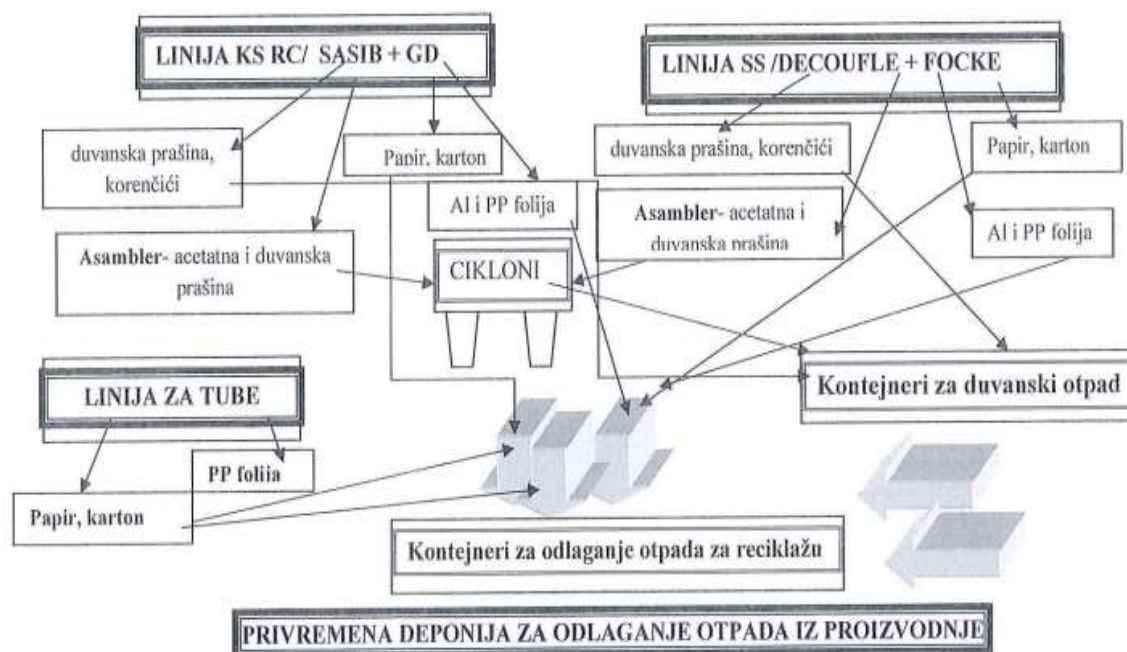 LINIJA KS RC/ SASIB + GD
LINIJA SS /DECOUFLE + FOCKE
duvanska prašina,
korenčići
Papir, karton
duvanska prašina, korenčići
Papir, karton
Al i PP folija
Asambler- acetatna i
duvanska prašina
Al i PP folija
Asambler- acetatna i duvanska
prašina
CIKLONI
LINIJA ZA TUBE
Kontejneri za duvanski otpad
PP folija
Papir, karton
Kontejneri za odlaganje otpada za reciklažu
PRIVREMENA DEPONIJA ZA ODLAGANJE OTPADA IZ PROIZVODNJE